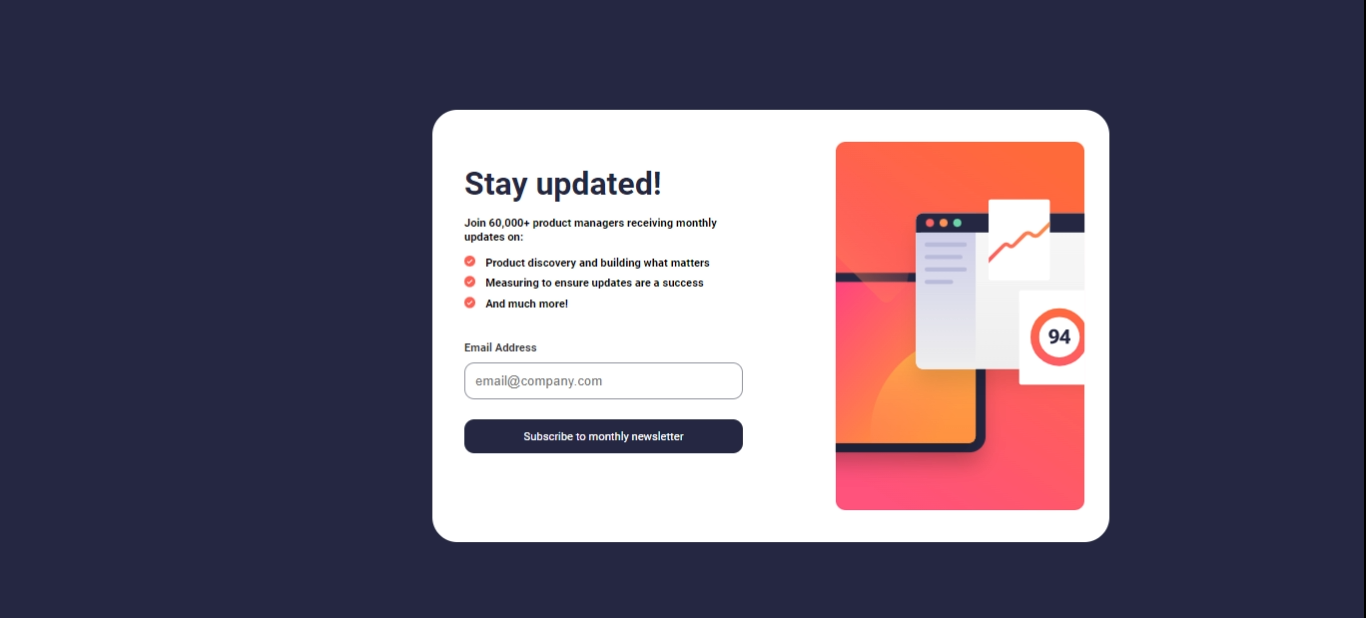 Stay updated!
Join 60,000+ product managers receiving monthly
updates on:
Product discovery and building what matters
Measuring to ensure updates are a success
And much more!
Email Address
email@company.com
Subscribe to monthly newsletter
94